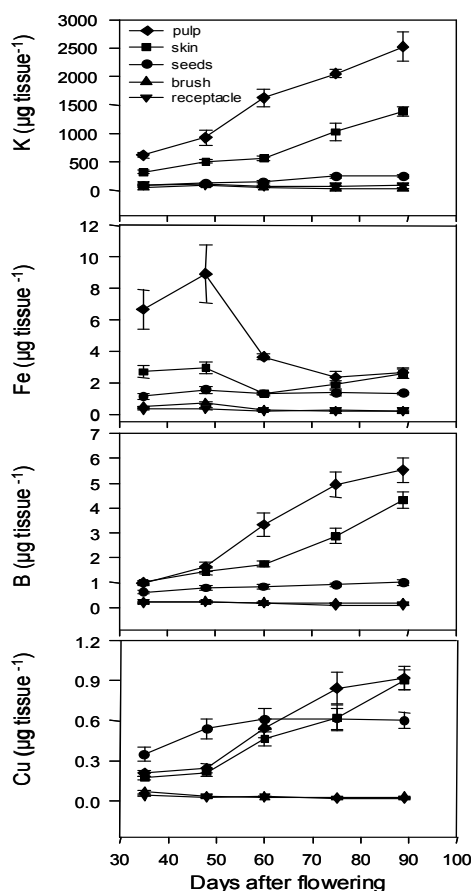 3000
2500
2000
1500
1000
500
0
K (µg tissue⁻¹)
pulp
skin
seeds
brush
receptacle
12
10
8
6
4
2
0
Fe (µg tissue⁻¹)
7
6
5
4
3
2
1
0
B (µg tissue⁻¹)
1.2
0.9
0.6
0.3
0.0
Cu (µg tissue⁻¹)
30 40 50 60 70 80 90 100
Days after flowering